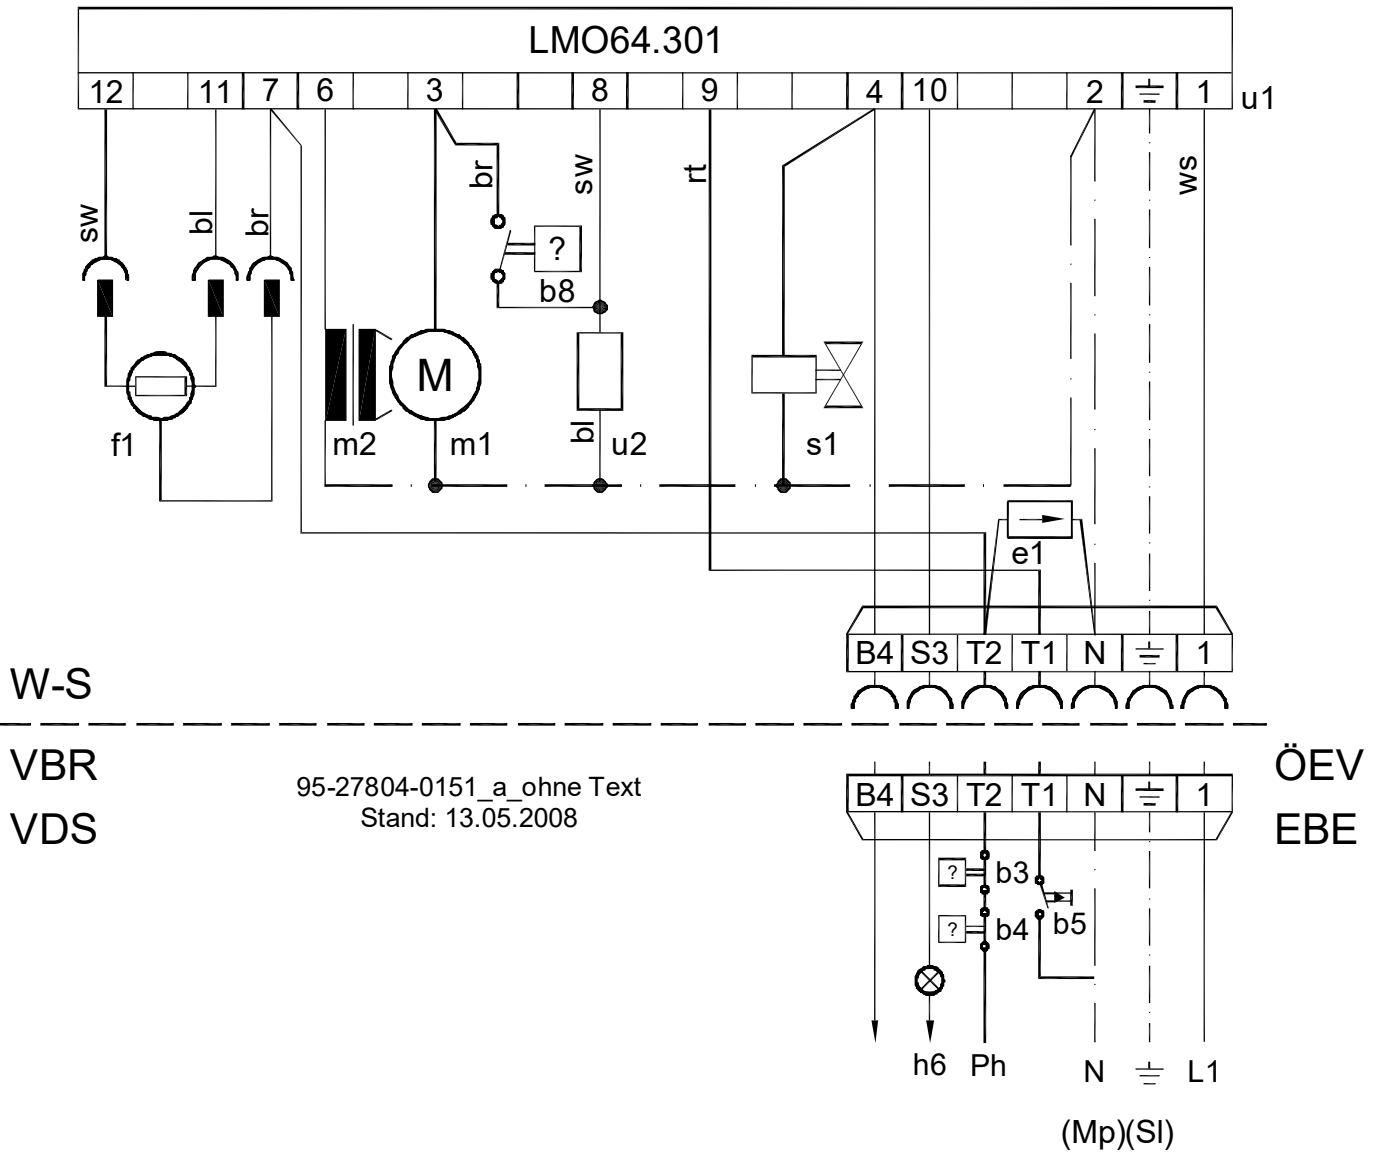 LMO64.301
12 11 7 6 3 8 9 4 10 2 1 u1
sw bl br br sw rt ws
?
b8
M
f1 m2 m1 bl u2 s1
e1
B4 S3 T2 T1 N 1
W-S
VBR ÖEV
95-27804-0151_a_ohne Text
B4 S3 T2 T1 N 1
Stand: 13.05.2008
VDS EBE
? b3
? b4 b5
h6 Ph N L1
(Mp)(Sl)